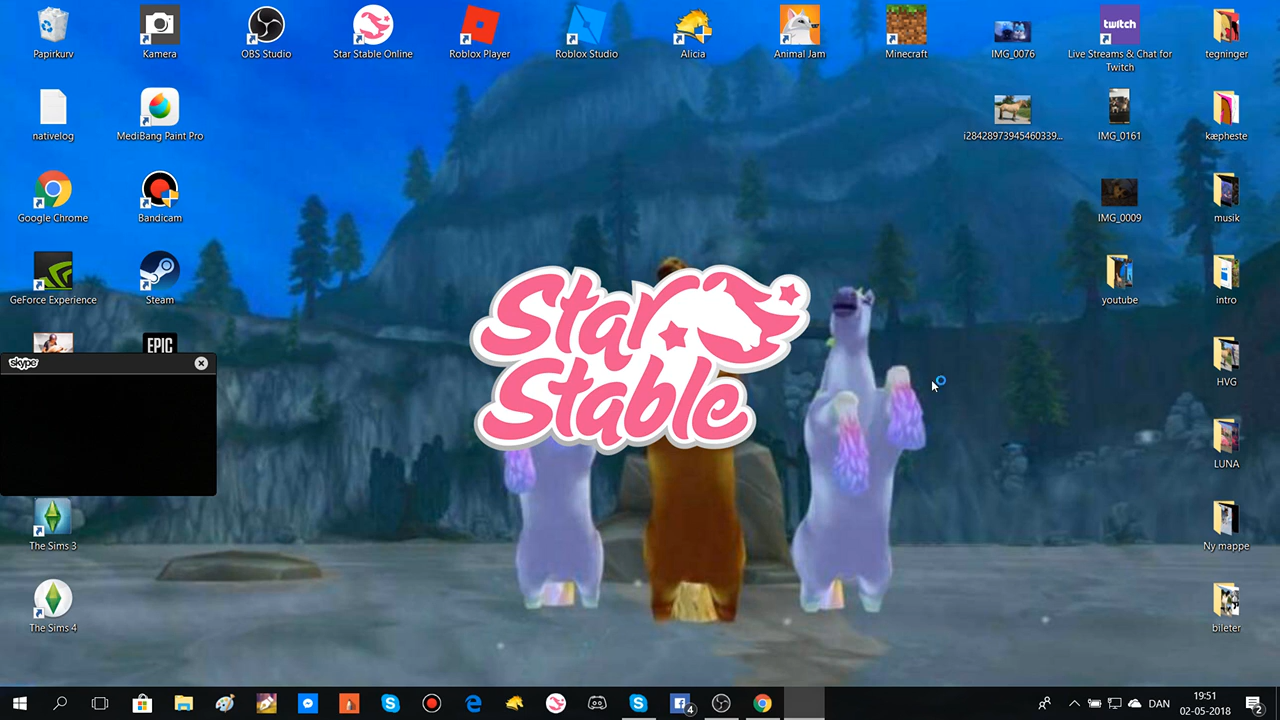 Papirkurv
Kamera
OBS Studio
Star Stable Online
Roblox Player
Roblox Studio
Alicia
Animal Jam
Minecraft
IMG_0076
twitch
Live Streams & Chat for
Twitch
tegninger
nativelog
MediBang Paint Pro
i28428973945460339...
IMG_0161
kæpheste
Google Chrome
Bandicam
IMG_0009
musik
GeForce Experience
Steam
youtube
intro
EPIC
skype
Star
Stable
HVG
LUNA
The Sims 3
Ny mappe
The Sims 4
bileter
4
DAN
19:51
02-05-2018
2